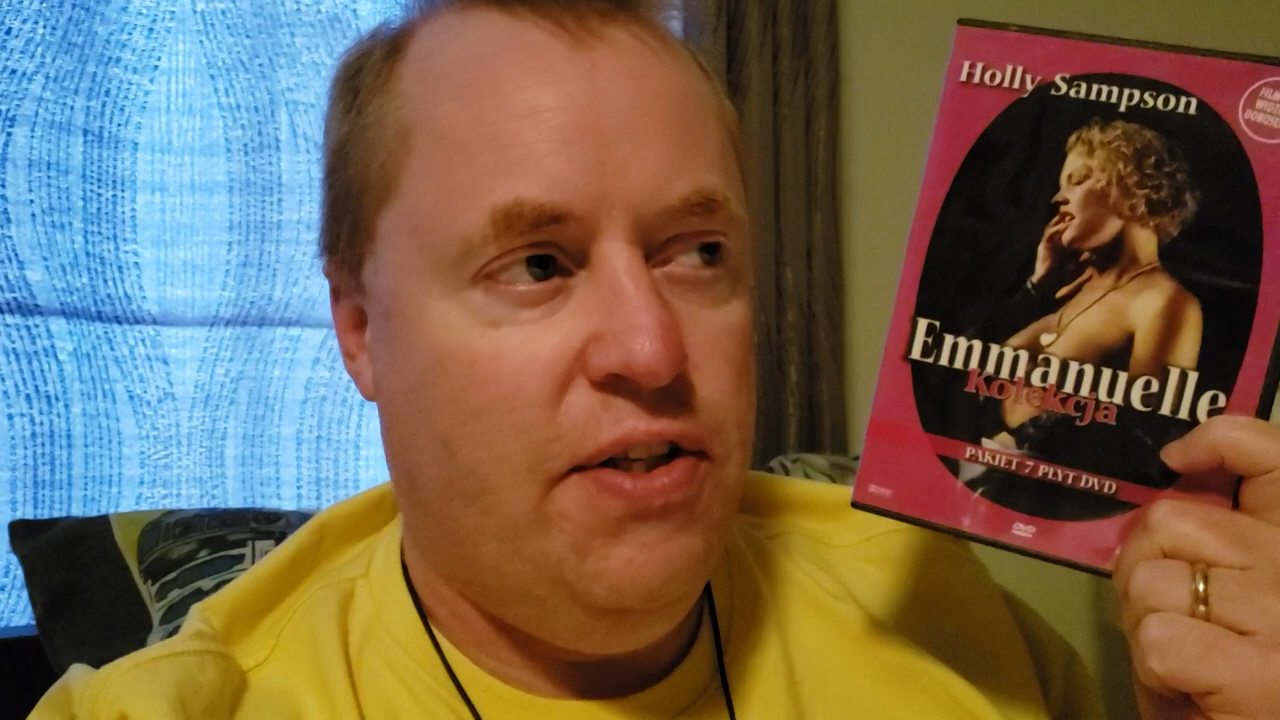 Holly Sampson
Emmanuelle
Kolekcja
PAKIET 7 PŁYT DVD
DVD